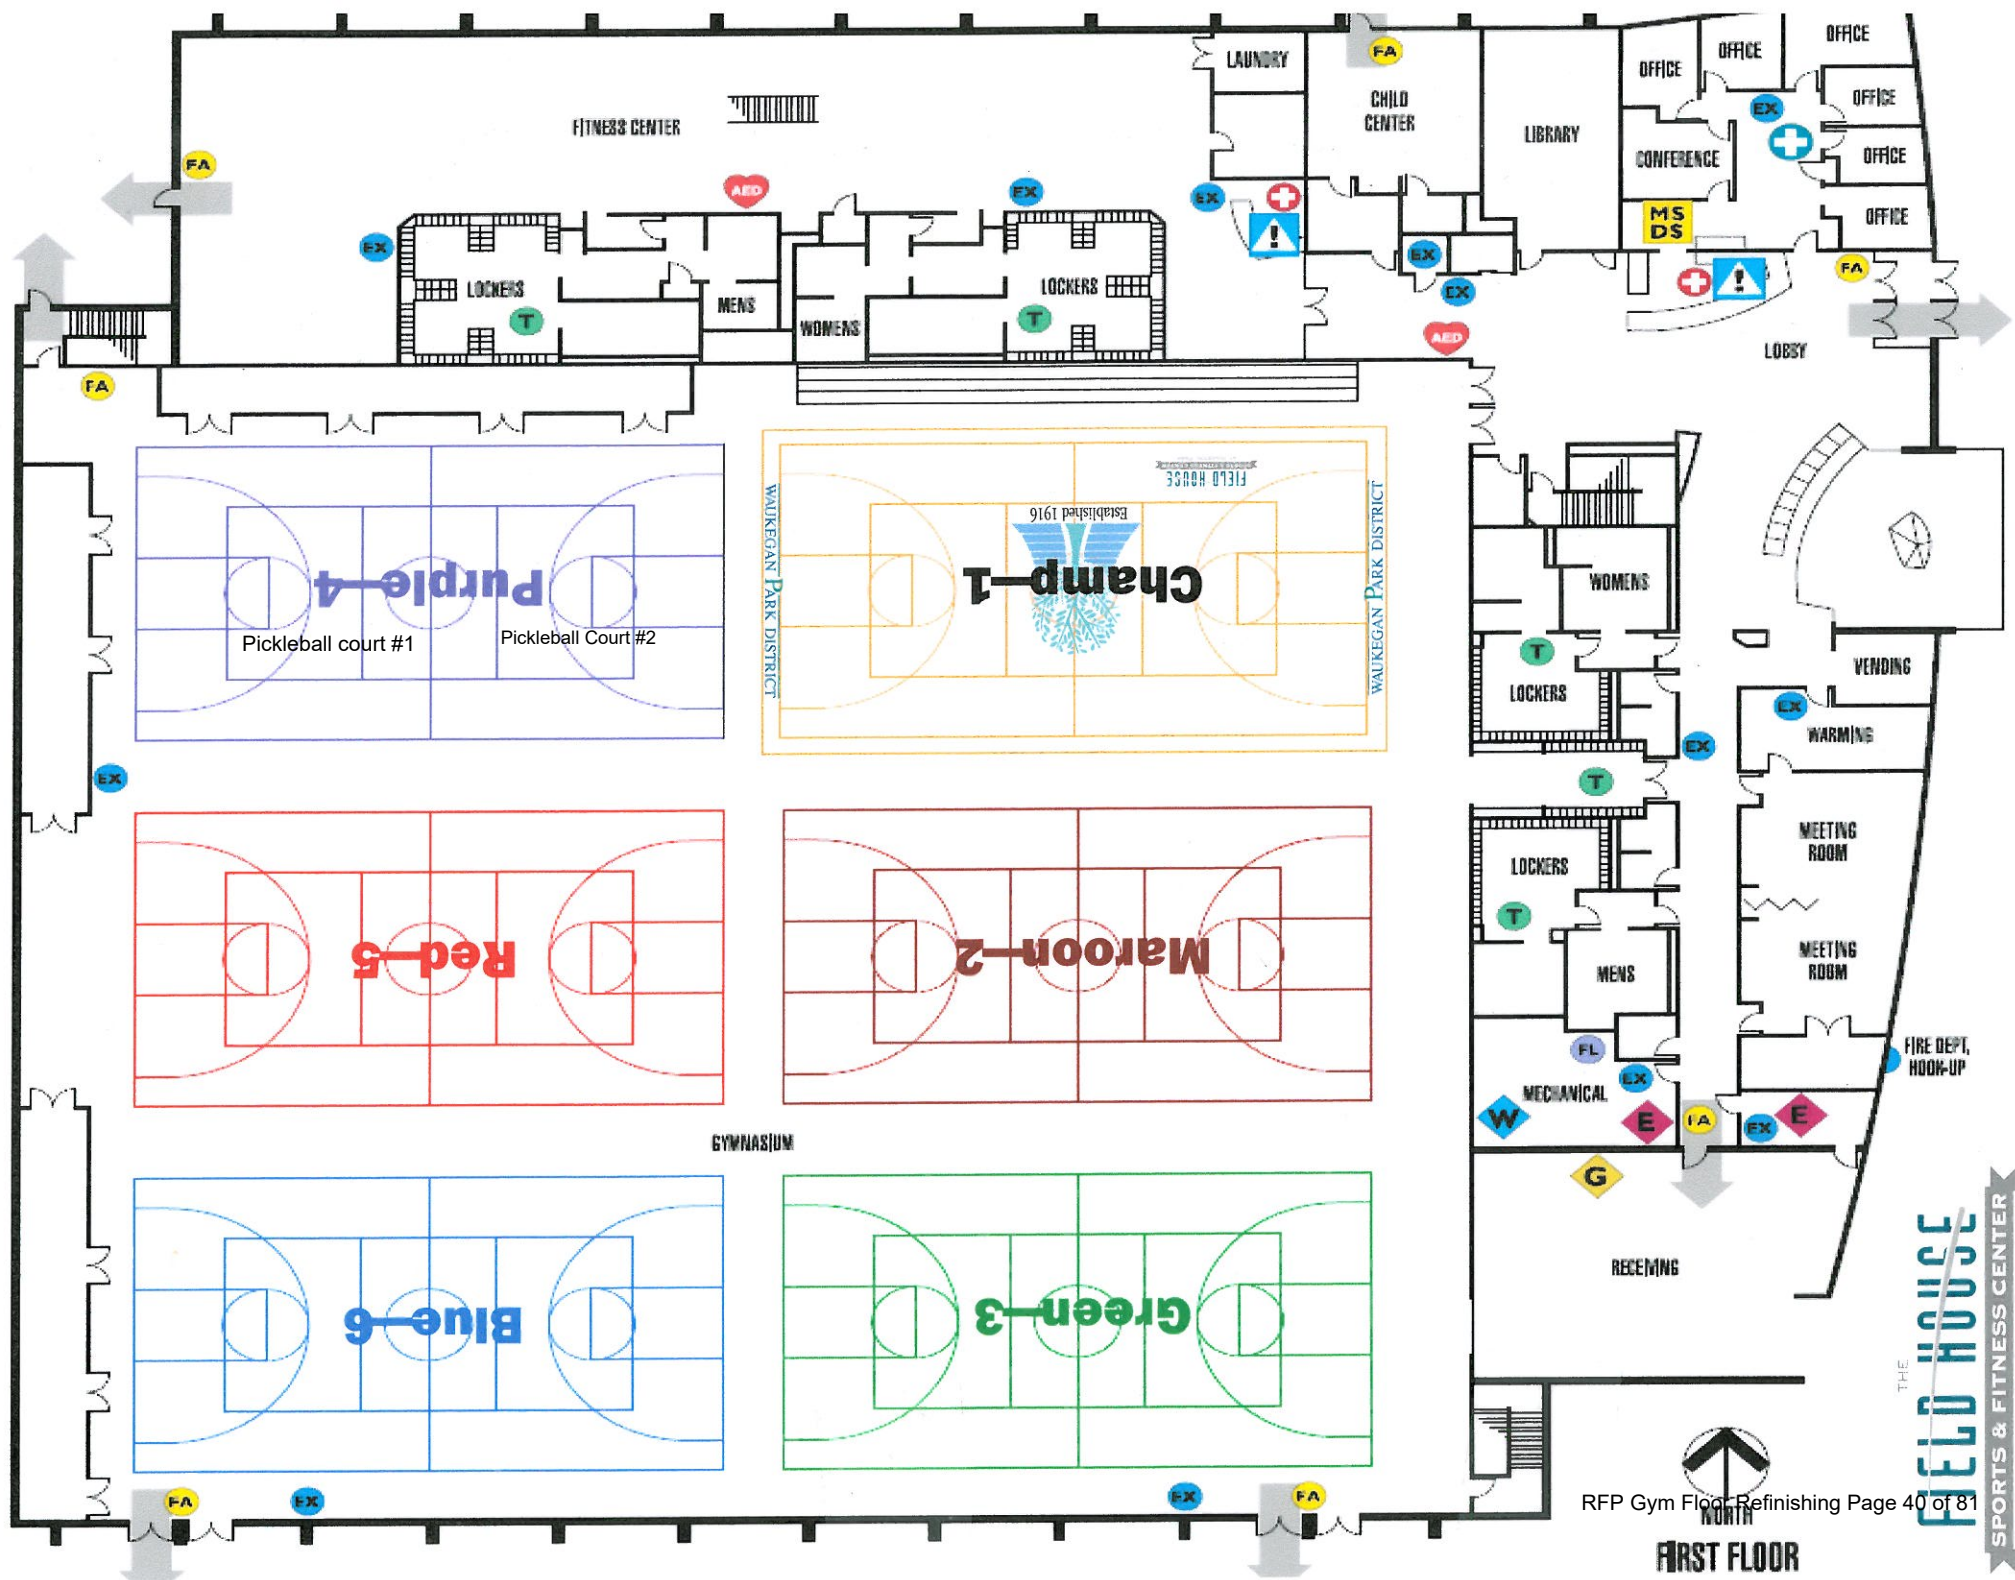 LAUNDRY
FA
CHILD
CENTER
LIBRARY
OFFICE
OFFICE
OFFICE
OFFICE
OFFICE
OFFICE
EX
CONFERENCE
MS
DS
FITNESS CENTER
FA
AED
EX
EX
EX
LOCKERS
T
MENS
WOMENS
LOCKERS
T
EX
EX
AED
FA
LOBBY
FA
FIELD HOUSE
Established 1916
WAUKEGAN PARK DISTRICT
WAUKEGAN PARK DISTRICT
Purple-4
Pickleball court #1
Pickleball Court #2
Champ-1
WOMENS
T
LOCKERS
VENDING
EX
WARMING
EX
EX
T
Red-5
Maroon-2
LOCKERS
T
MENS
MEETING
ROOM
MEETING
ROOM
FL
EX
MECHANICAL
W
E
FA
EX
E
FIRE DEPT,
HOOK-UP
GYMNASIUM
G
RECEIVING
Blue-6
Green-3
FA
EX
EX
FA
THE
FIELD HOUSE
SPORTS & FITNESS CENTER
RFP Gym Floor Refinishing Page 40 of 81
NORTH
FIRST FLOOR